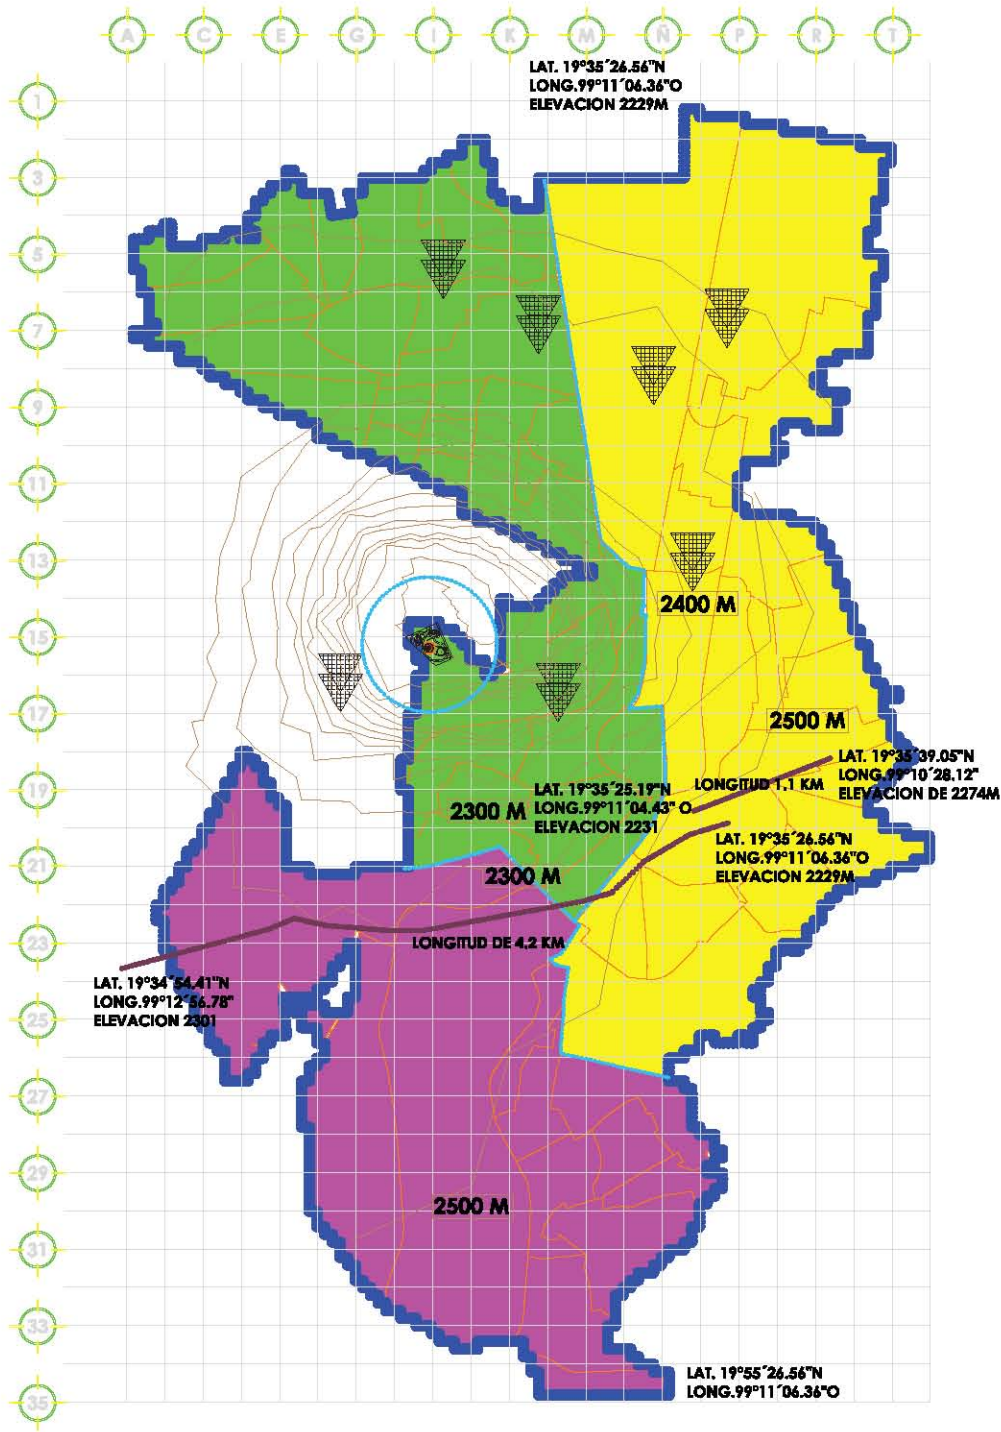 A C E G I K M Ñ P R T
LAT. 19°35´26.56"N
LONG.99°11´06.36"O
ELEVACION 2229M
1
3
5
7
9
11
13
2400 M
15
17
2500 M
LAT. 19°35´39.05"N
LONG.99°10´28.12"
ELEVACION DE 2274M
LONGITUD 1,1 KM
19
LAT. 19°35´25.19"N
LONG.99°11´04.43" O
ELEVACION 2231
2300 M
LAT. 19°35´26.56"N
LONG.99°11´06.36"O
ELEVACION 2229M
21
2300 M
23
LONGITUD DE 4,2 KM
LAT. 19°34´54.41"N
LONG.99°12´56.78"
ELEVACION 2301
25
27
29
2500 M
31
33
LAT. 19°55´26.56"N
LONG.99°11´06.36"O
35